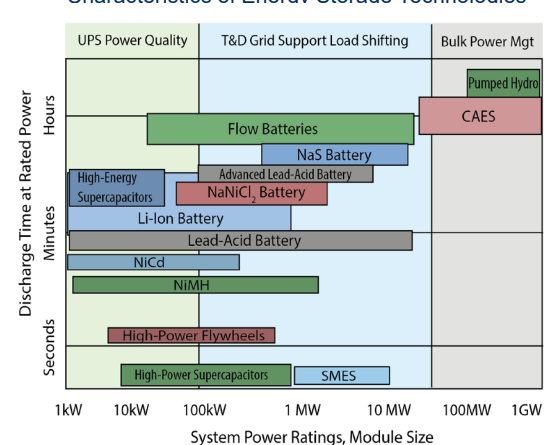 Characteristics of Energy Storage Technologies
UPS Power Quality
T&D Grid Support Load Shifting
Bulk Power Mgt
Pumped Hydro
CAES
Flow Batteries
NaS Battery
Advanced Lead-Acid Battery
High-Energy
Supercapacitors
NaNiCl2 Battery
Li-Ion Battery
Lead-Acid Battery
NiCd
NiMH
High-Power Flywheels
High-Power Supercapacitors
SMES
Discharge Time at Rated Power
Hours
Minutes
Seconds
1kW 10kW 100kW 1 MW 10 MW 100MW 1GW
System Power Ratings, Module Size